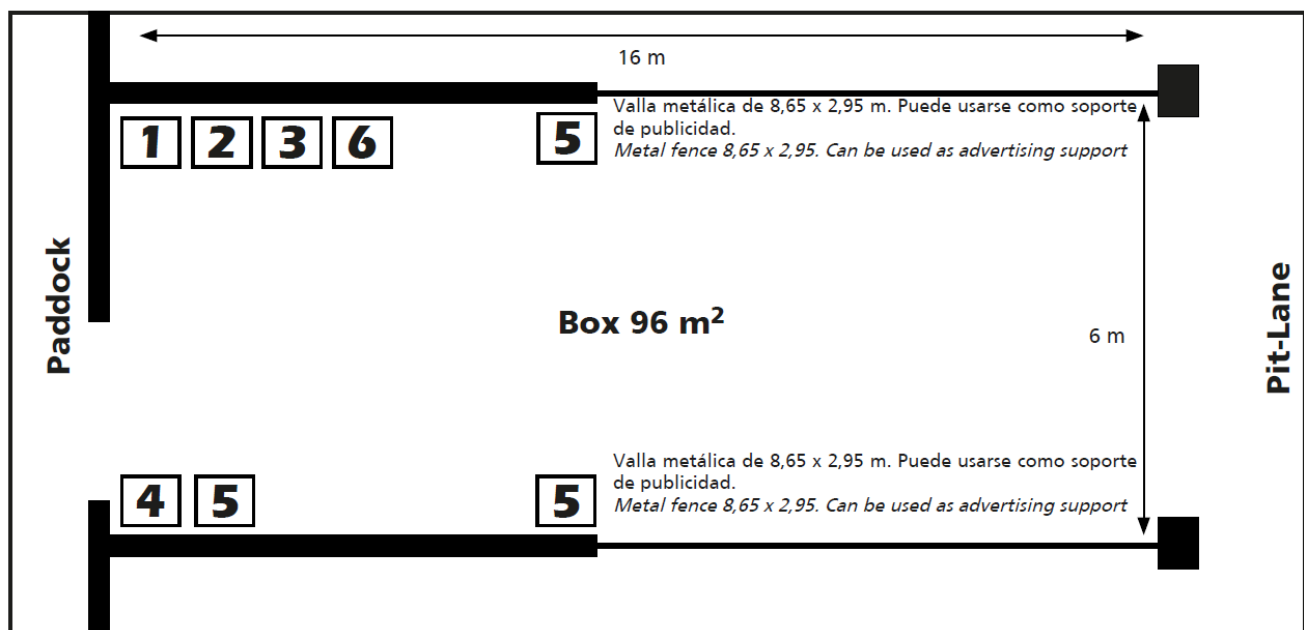 16 m
Valla metálica de 8,65 x 2,95 m. Puede usarse como soporte
de publicidad.
Metal fence 8,65 x 2,95. Can be used as advertising support
1 2 3 6 5
Paddock
Box 96 m²
6 m
Pit-Lane
Valla metálica de 8,65 x 2,95 m. Puede usarse como soporte
de publicidad.
Metal fence 8,65 x 2,95. Can be used as advertising support
4 5 5